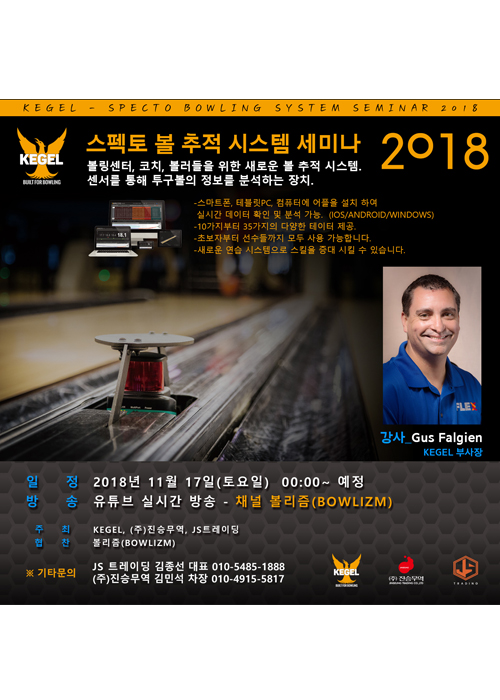 KEGEL - SPECTO BOWLING SYSTEM SEMINAR 2018
KEGEL
BUILT FOR BOWLING
스펙토 볼 추적 시스템 세미나 2018
볼링센터, 코치, 볼러들을 위한 새로운 볼 추적 시스템.
센서를 통해 투구볼의 정보를 분석하는 장치.
-스마트폰, 테블릿PC, 컴퓨터에 어플을 설치 하여
실시간 데이터 확인 및 분석 가능. (IOS/ANDROID/WINDOWS)
-10가지부터 35가지의 다양한 테이터 제공.
-초보자부터 선수들까지 모두 사용 가능합니다.
-새로운 연습 시스템으로 스킬을 증대 시킬 수 있습니다.
18.1
FLEX
강사_Gus Falgien
KEGEL 부사장
일 정 2018년 11월 17일(토요일) 00:00~ 예정
방 송 유튜브 실시간 방송 - 채널 볼리즘(BOWLIZM)
주 최 KEGEL, (주)진승무역, JS트레이딩
협 찬 볼리즘(BOWLIZM)
※ 기타문의 JS 트레이딩 김종선 대표 010-5485-1888
(주)진승무역 김민석 차장 010-4915-5817
KEGEL
BUILT FOR BOWLING
(주)진승무역
JS
TRADING